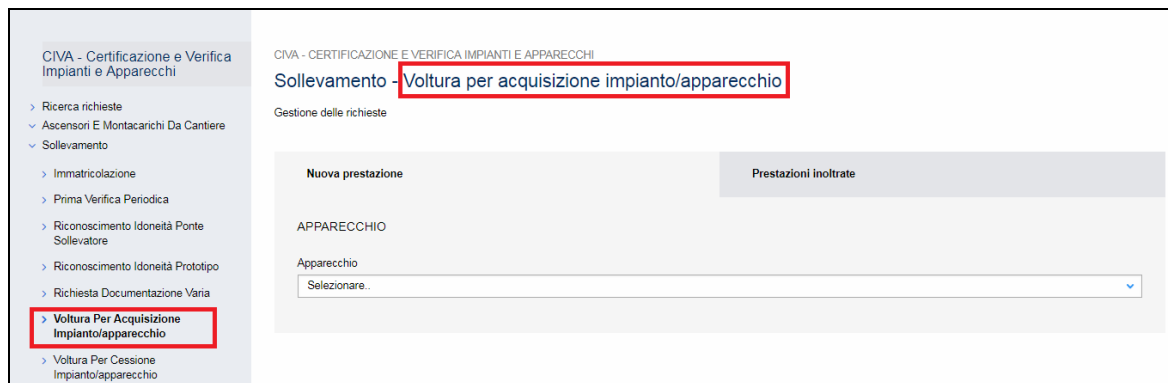 CIVA - Certificazione e Verifica
Impianti e Apparecchi
Ricerca richieste
Ascensori E Montacarichi Da Cantiere
Sollevamento
Immatricolazione
Prima Verifica Periodica
Riconoscimento Idoneità Ponte
Sollevatore
Riconoscimento Idoneità Prototipo
Richiesta Documentazione Varia
Voltura Per Acquisizione
Impianto/apparecchio
Voltura Per Cessione
Impianto/apparecchio
CIVA - CERTIFICAZIONE E VERIFICA IMPIANTI E APPARECCHI
Sollevamento - Voltura per acquisizione impianto/apparecchio
Gestione delle richieste
Nuova prestazione
Prestazioni inoltrate
APPARECCHIO
Apparecchio
Selezionare..